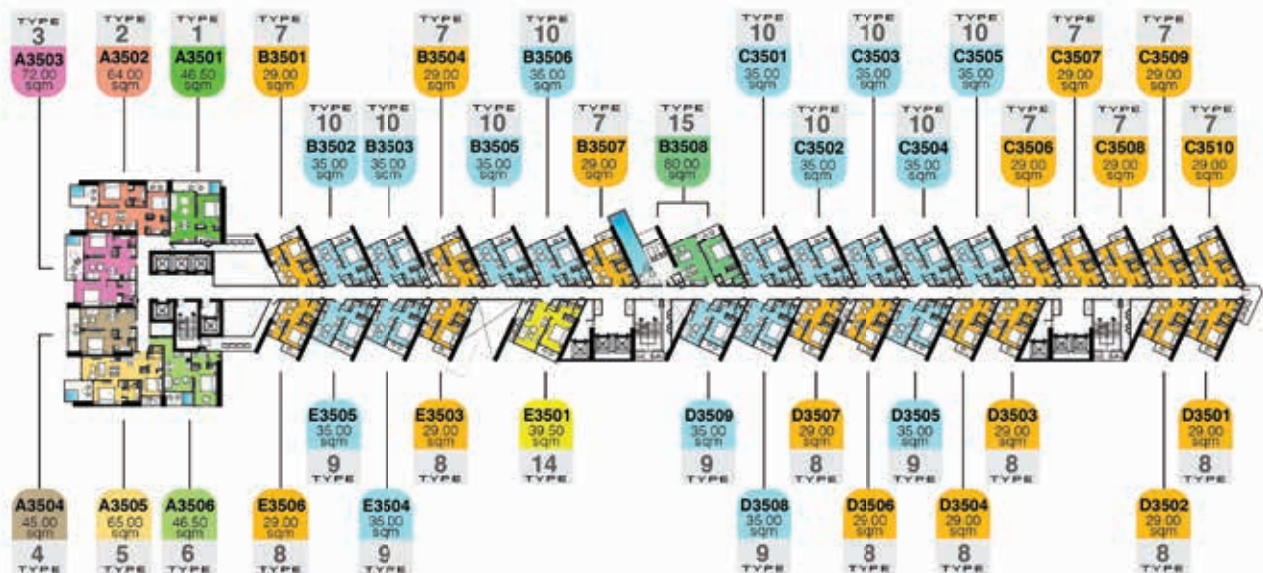 TYPE
3
A3503
72.00
sqm
TYPE
2
A3502
64.00
sqm
TYPE
1
A3501
46.50
sqm
TYPE
7
B3501
29.00
sqm
TYPE
7
B3504
29.00
sqm
TYPE
10
B3506
35.00
sqm
TYPE
10
C3501
35.00
sqm
TYPE
10
C3503
35.00
sqm
TYPE
10
C3505
35.00
sqm
TYPE
7
C3507
29.00
sqm
TYPE
7
C3509
29.00
sqm
TYPE
10
B3502
35.00
sqm
TYPE
10
B3503
35.00
sqm
TYPE
10
B3505
35.00
sqm
TYPE
7
B3507
29.00
sqm
TYPE
15
B3508
60.00
sqm
TYPE
10
C3502
35.00
sqm
TYPE
10
C3504
35.00
sqm
TYPE
7
C3506
29.00
sqm
TYPE
7
C3508
29.00
sqm
TYPE
7
C3510
29.00
sqm
E3505
35.00
sqm
9
TYPE
E3503
29.00
sqm
8
TYPE
E3501
39.50
sqm
14
TYPE
D3509
35.00
sqm
9
TYPE
D3507
29.00
sqm
8
TYPE
D3505
35.00
sqm
9
TYPE
D3503
29.00
sqm
8
TYPE
D3501
29.00
sqm
8
TYPE
A3504
45.00
sqm
4
TYPE
A3505
65.00
sqm
5
TYPE
A3506
46.50
sqm
6
TYPE
E3506
29.00
sqm
8
TYPE
E3504
35.00
sqm
9
TYPE
D3508
35.00
sqm
9
TYPE
D3506
29.00
sqm
8
TYPE
D3504
29.00
sqm
8
TYPE
D3502
29.00
sqm
8
TYPE